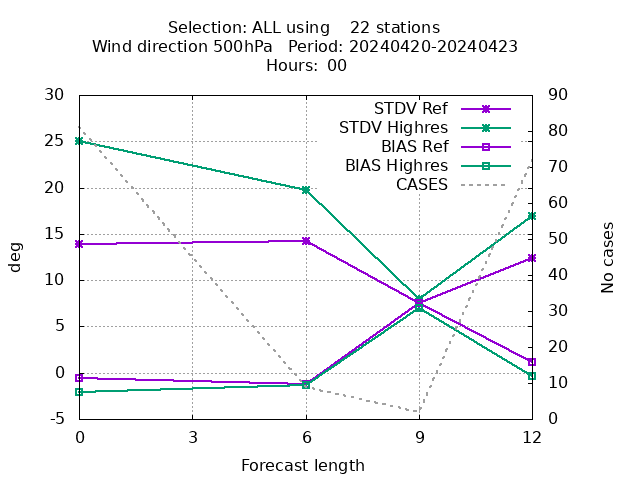 Selection: ALL using    22 stations
Wind direction 500hPa   Period: 20240420-20240423
Hours: 00
30
25
20
15
10
5
0
-5
90
80
70
60
50
40
30
20
10
0
STDV Ref
STDV Highres
BIAS Ref
BIAS Highres
CASES
deg
No cases
0 3 6 9 12
Forecast length